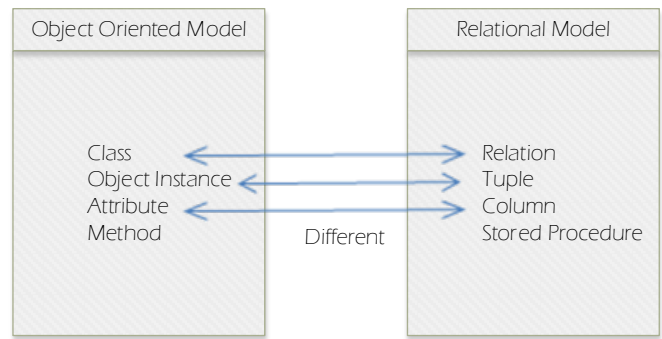 Object Oriented Model
Class
Object Instance
Attribute
Method
Different
Relational Model
Relation
Tuple
Column
Stored Procedure